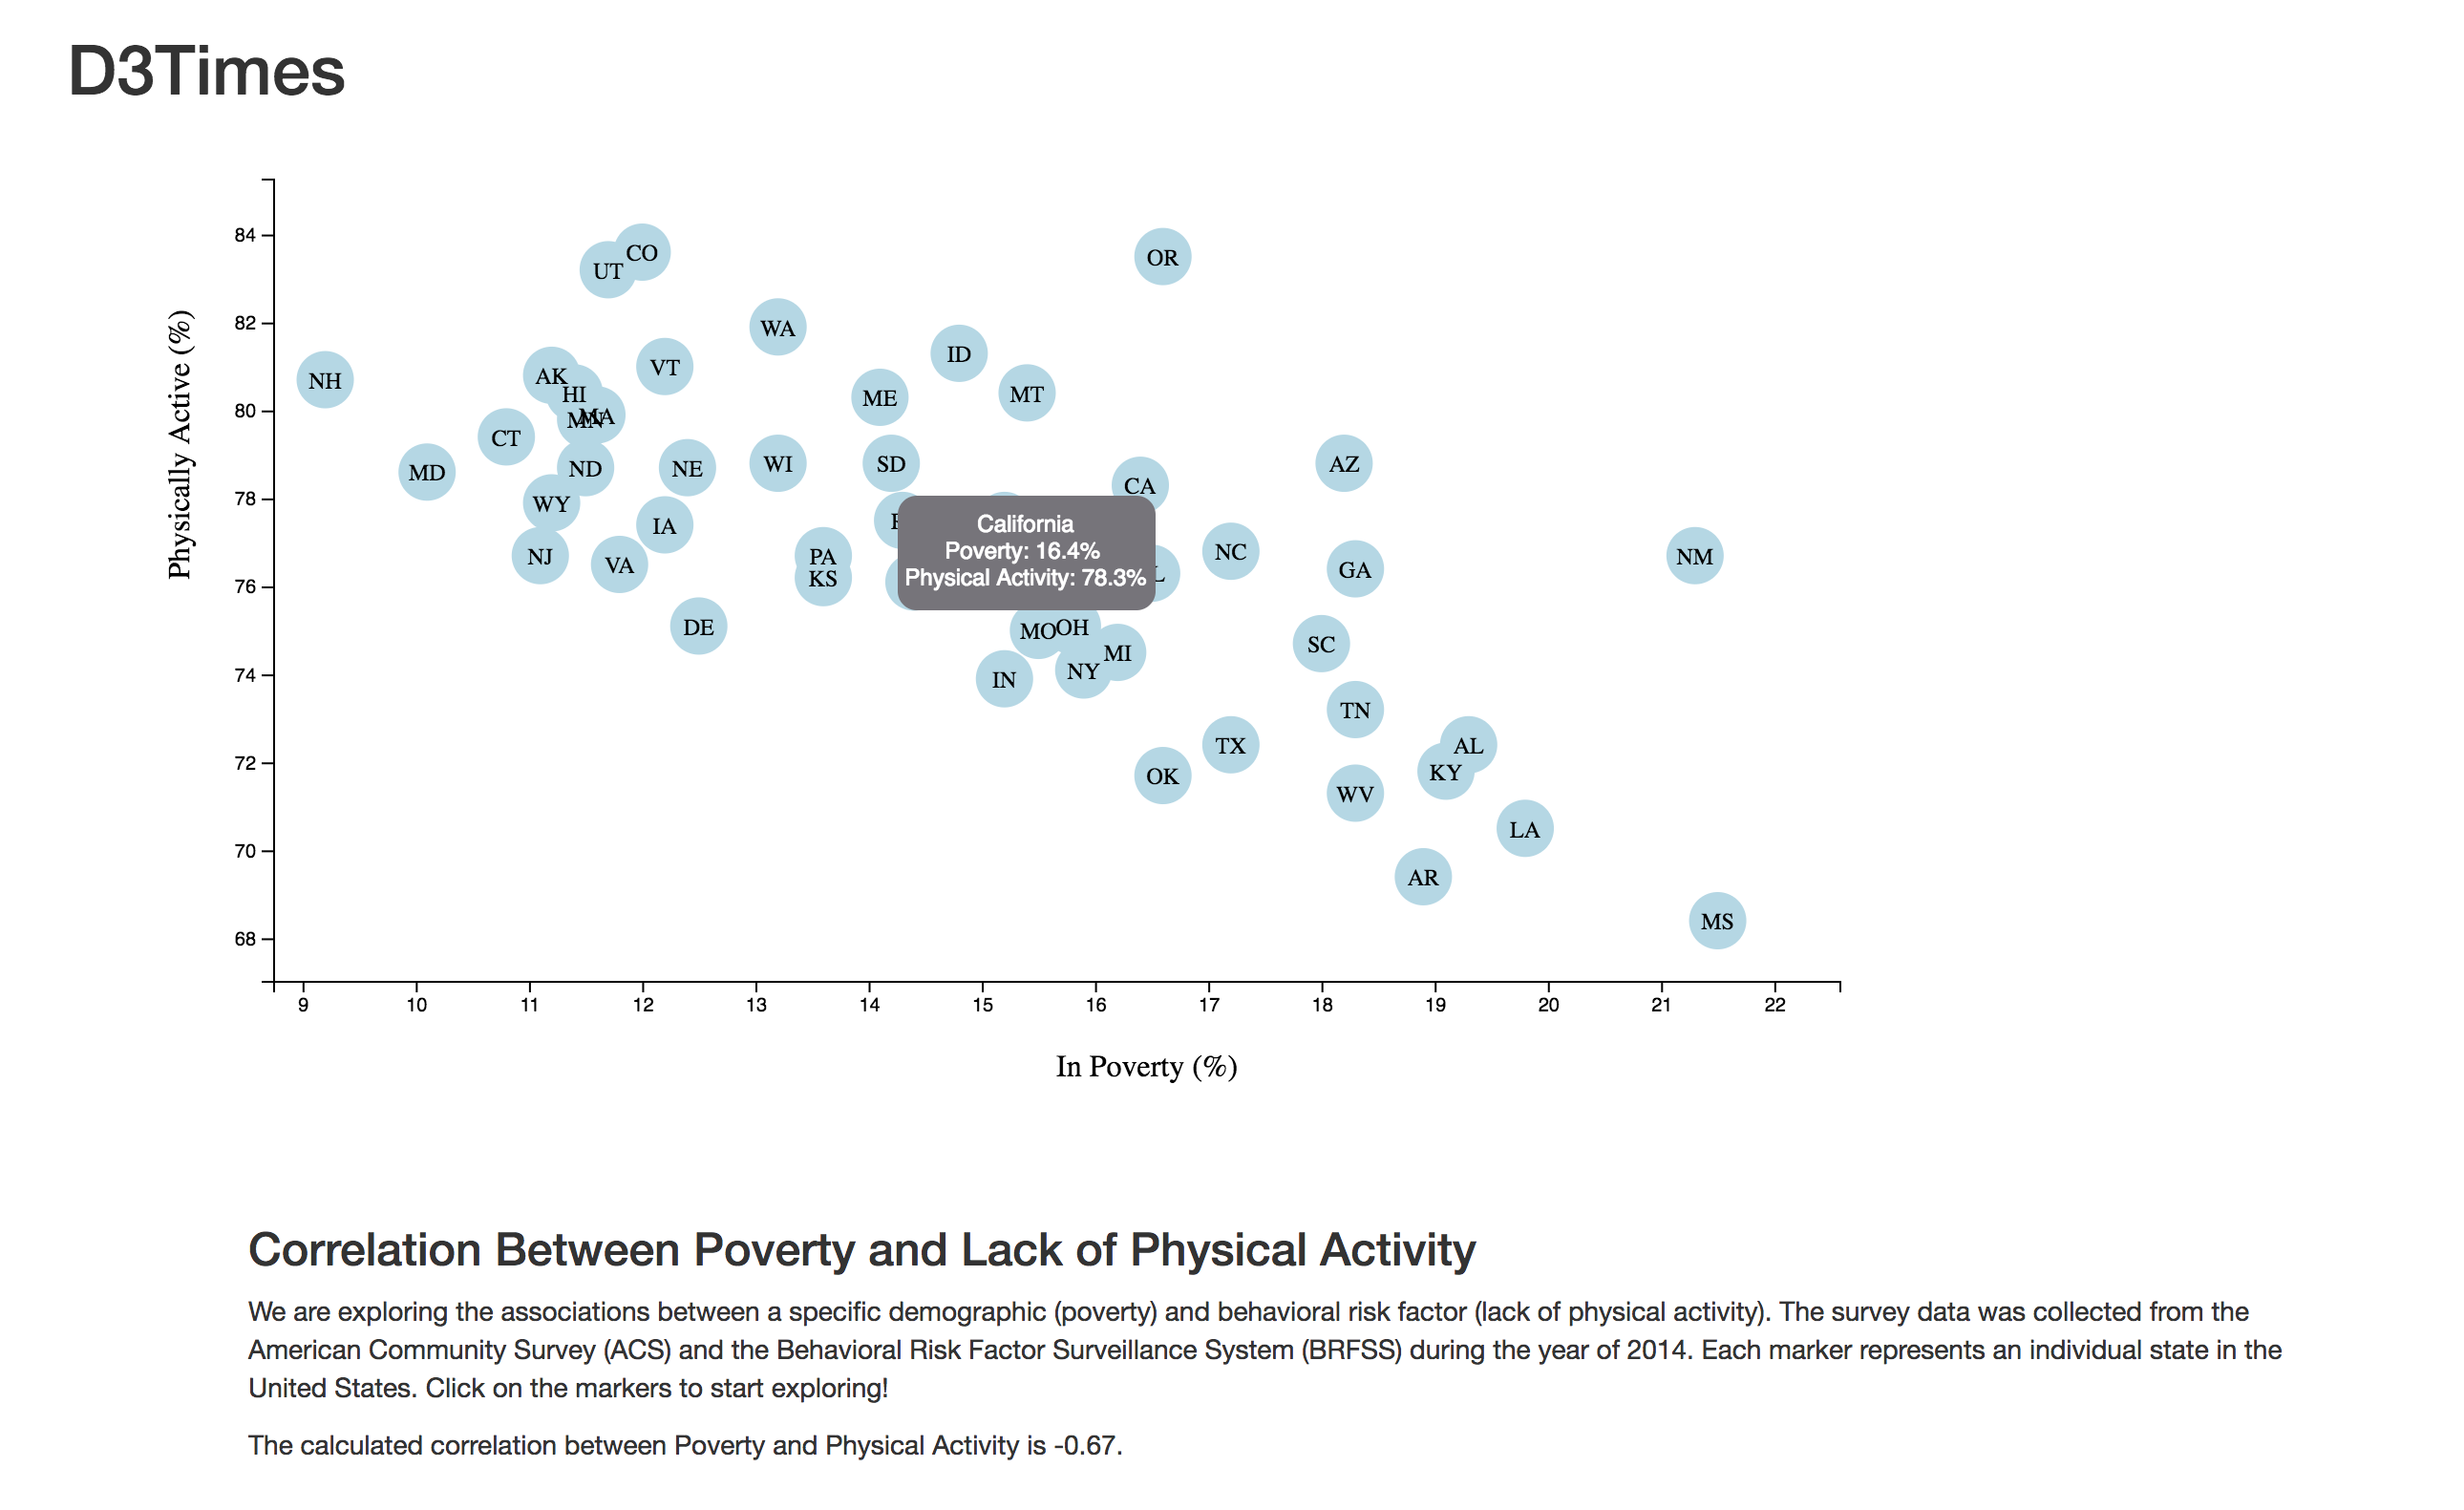 D3Times
Physically Active (%)
84
82
80
78
76
74
72
70
68
CO
UT
OR
WA
ID
VT
NH
AK
HI
MT
ME
MA
MN
CT
MD
ND
NE
WI
SD
AZ
CA
WY
IA
NJ
VA
PA
KS
California
Poverty: 16.4%
Physical Activity: 78.3%
NC
GA
NM
DE
MO
OH
MI
SC
IN
NY
TN
TX
AL
OK
KY
WV
LA
AR
MS
9 10 11 12 13 14 15 16 17 18 19 20 21 22
In Poverty (%)
Correlation Between Poverty and Lack of Physical Activity
We are exploring the associations between a specific demographic (poverty) and behavioral risk factor (lack of physical activity). The survey data was collected from the
American Community Survey (ACS) and the Behavioral Risk Factor Surveillance System (BRFSS) during the year of 2014. Each marker represents an individual state in the
United States. Click on the markers to start exploring!
The calculated correlation between Poverty and Physical Activity is -0.67.